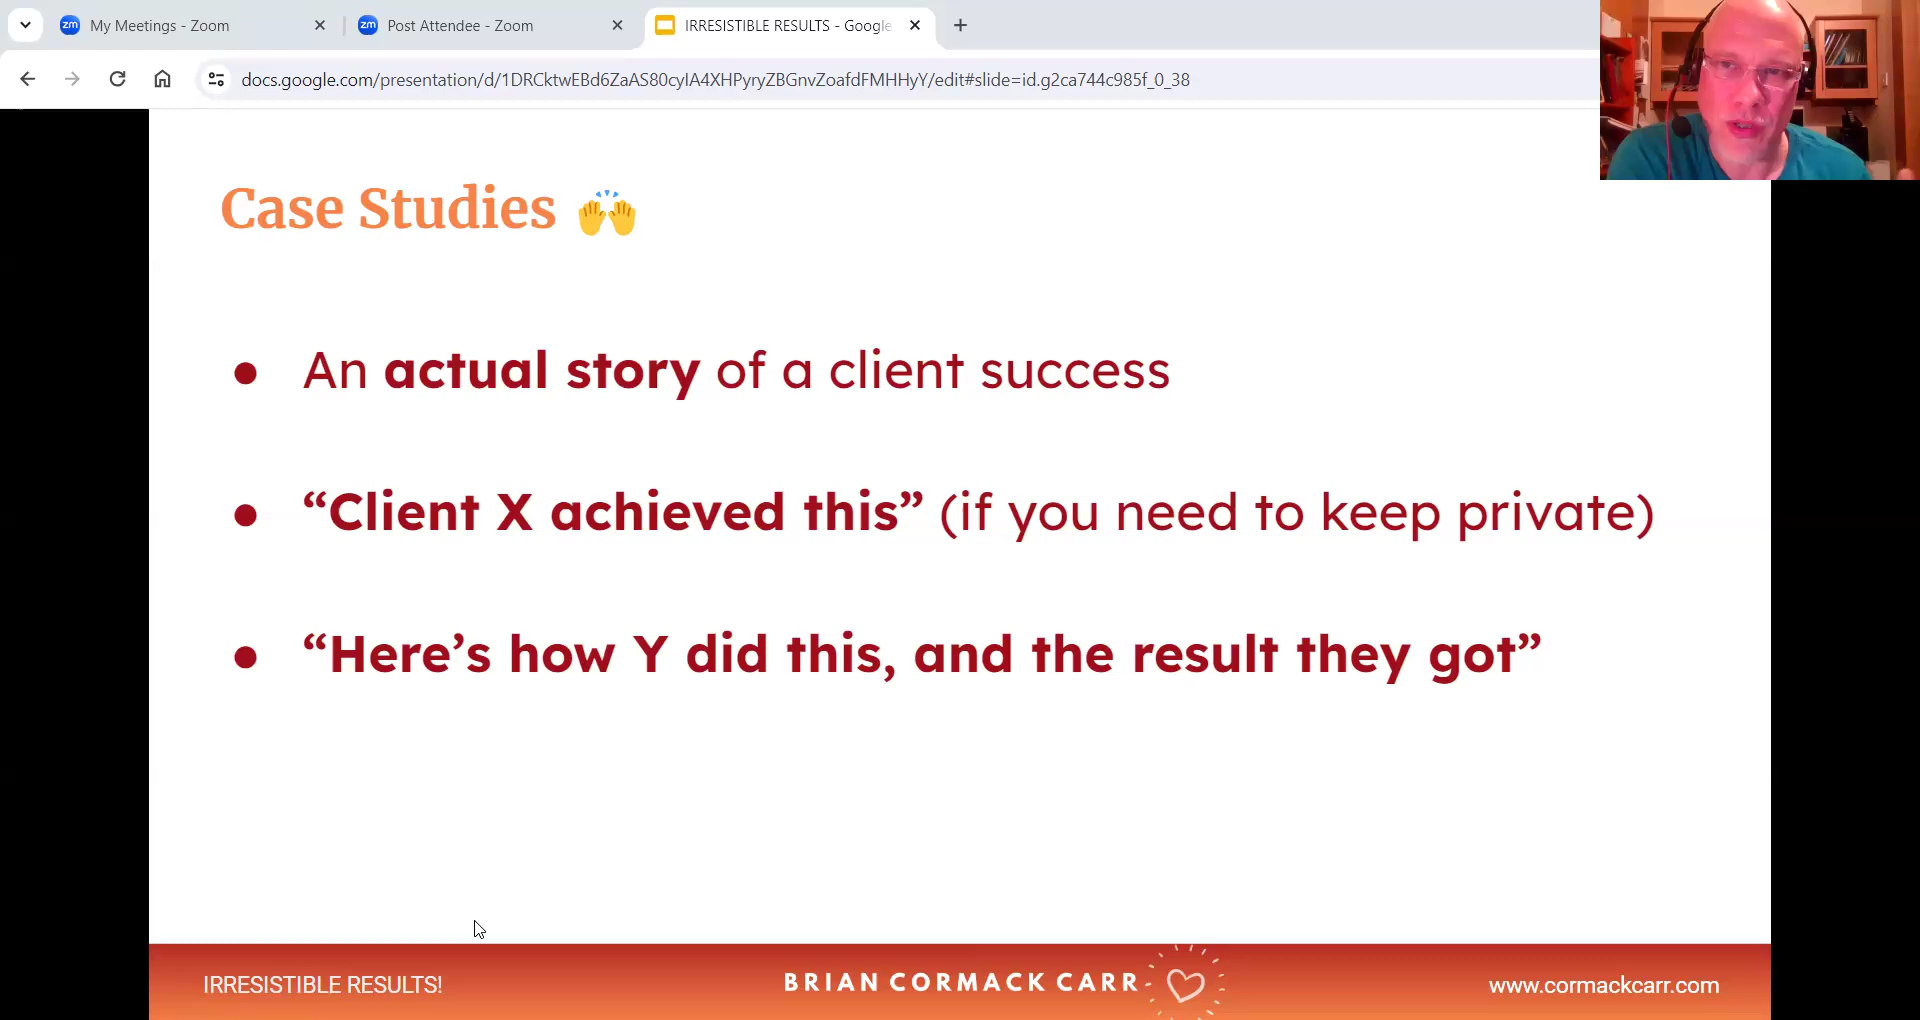 My Meetings - Zoom
Post Attendee - Zoom
IRRESISTIBLE RESULTS - Google
docs.google.com/presentation/d/1DRCktwEBd6ZaAS80cyIA4XHPyryZBGnvZoafdFMHHyY/edit#slide=id.g2ca744c985f_0_38
Case Studies 🙌
● An actual story of a client success
● “Client X achieved this” (if you need to keep private)
● “Here’s how Y did this, and the result they got”
IRRESISTIBLE RESULTS!
BRIAN CORMACK CARR
www.cormackcarr.com